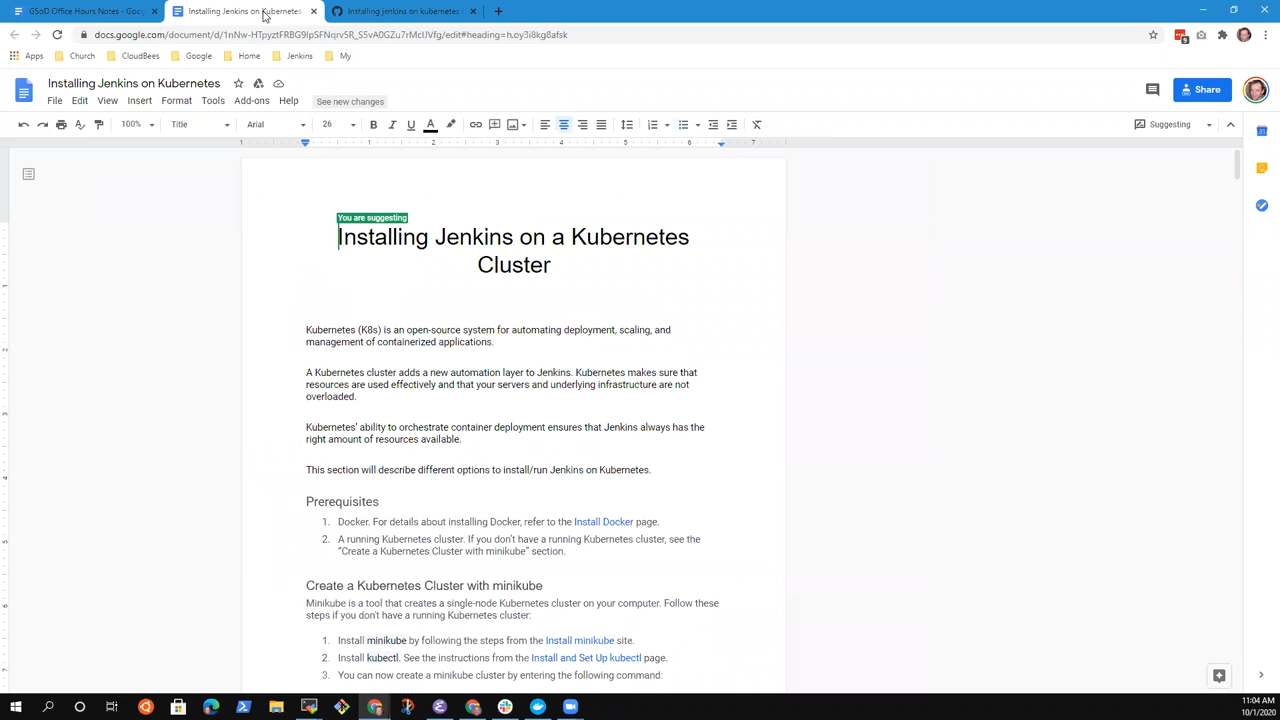 GSoD Office Hours Notes - Goog
Installing Jenkins on Kubernetes
Installing jenkins on kubernetes
docs.google.com/document/d/1nNw-HTpyztFRBG9lpSFNqrv5R_S5vA0GZu7rMclJVfg/edit#heading=h.oy3i8kg8afsk
Apps
Church
CloudBees
Google
Home
Jenkins
My
Installing Jenkins on Kubernetes
File Edit View Insert Format Tools Add-ons Help See new changes
Share
100% Title Arial 26 Suggesting
1 1 2 3 4 5 6 7
You are suggesting
Installing Jenkins on a Kubernetes
Cluster
Kubernetes (K8s) is an open-source system for automating deployment, scaling, and
management of containerized applications.
A Kubernetes cluster adds a new automation layer to Jenkins. Kubernetes makes sure that
resources are used effectively and that your servers and underlying infrastructure are not
overloaded.
Kubernetes’ ability to orchestrate container deployment ensures that Jenkins always has the
right amount of resources available.
This section will describe different options to install/run Jenkins on Kubernetes.
Prerequisites
1. Docker. For details about installing Docker, refer to the Install Docker page.
2. A running Kubernetes cluster. If you don’t have a running Kubernetes cluster, see the
“Create a Kubernetes Cluster with minikube” section.
Create a Kubernetes Cluster with minikube
Minikube is a tool that creates a single-node Kubernetes cluster on your computer. Follow these
steps if you don't have a running Kubernetes cluster:
1. Install minikube by following the steps from the Install minikube site.
2. Install kubectl. See the instructions from the Install and Set Up kubectl page.
3. You can now create a minikube cluster by entering the following command:
11:04 AM
10/1/2020